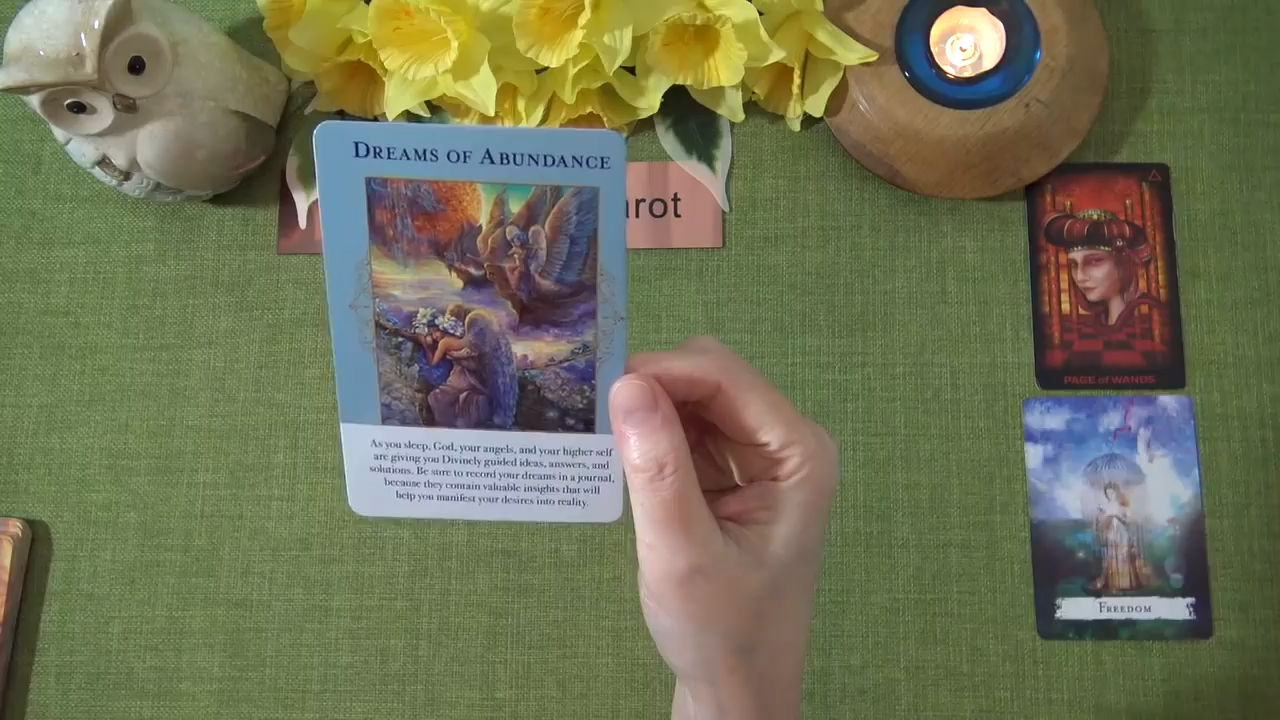 DREAMS OF ABUNDANCE
arot
As you sleep, God, your angels, and your higher self
are giving you Divinely guided ideas, answers, and
solutions. Be sure to record your dreams in a journal,
because they contain valuable insights that will
help you manifest your desires into reality.
PAGE of WANDS
FREEDOM